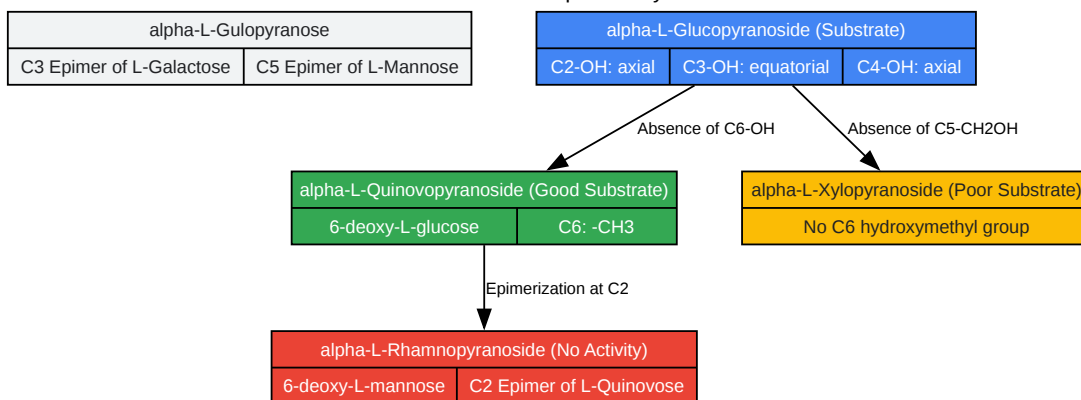 alpha-L-Gulopyranose
C3 Epimer of L-Galactose
C5 Epimer of L-Mannose
alpha-L-Glucopyranoside (Substrate)
C2-OH: axial
C3-OH: equatorial
C4-OH: axial
Absence of C6-OH
Absence of C5-CH2OH
alpha-L-Quinovopyranoside (Good Substrate)
6-deoxy-L-glucose
C6: -CH3
alpha-L-Xylopyranoside (Poor Substrate)
No C6 hydroxymethyl group
Epimerization at C2
alpha-L-Rhamnopyranoside (No Activity)
6-deoxy-L-mannose
C2 Epimer of L-Quinovose